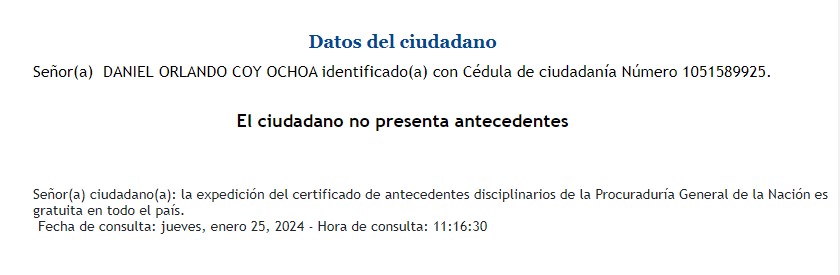 Datos del ciudadano
Señor(a)  DANIEL ORLANDO COY OCHOA identificado(a) con Cédula de ciudadanía Número 1051589925.
El ciudadano no presenta antecedentes
Señor(a) ciudadano(a): la expedición del certificado de antecedentes disciplinarios de la Procuraduría General de la Nación es
gratuita en todo el país.
Fecha de consulta: jueves, enero 25, 2024 - Hora de consulta: 11:16:30